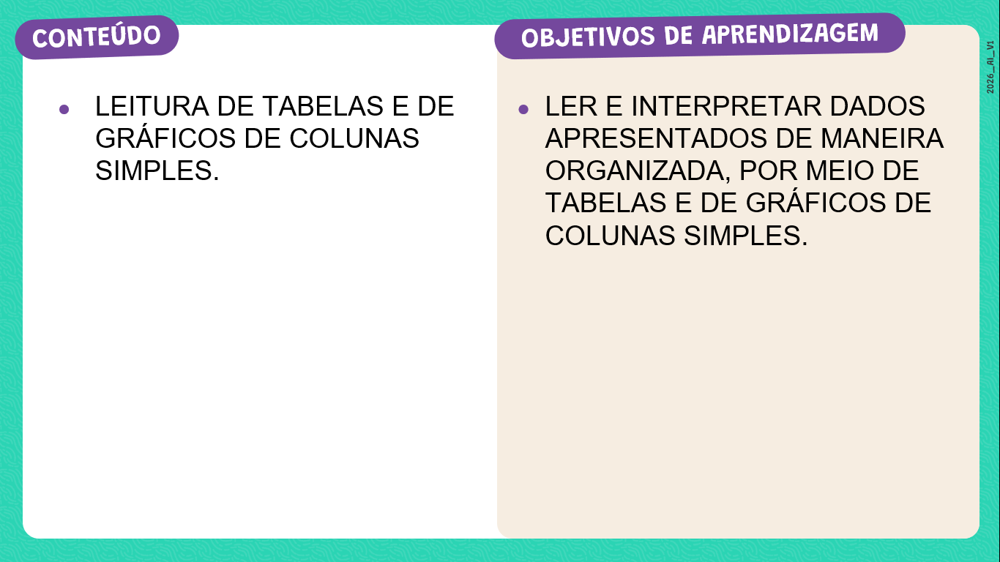 CONTEÚDO
LEITURA DE TABELAS E DE
GRÁFICOS DE COLUNAS
SIMPLES.
OBJETIVOS DE APRENDIZAGEM
LER E INTERPRETAR DADOS
APRESENTADOS DE MANEIRA
ORGANIZADA, POR MEIO DE
TABELAS E DE GRÁFICOS DE
COLUNAS SIMPLES.
2026_AI_V1